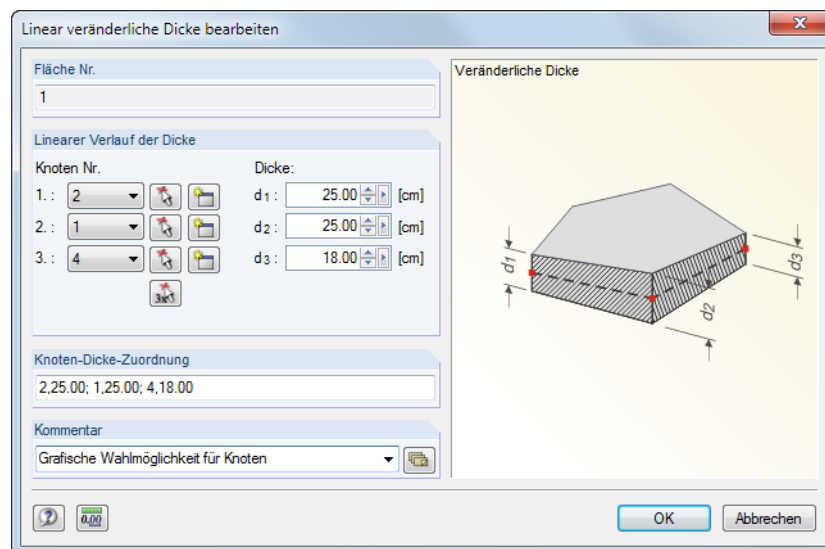 Linear veränderliche Dicke bearbeiten
Fläche Nr.
1
Linearer Verlauf der Dicke
Knoten Nr. Dicke:
1. : 2 d1 : 25.00 [cm]
2. : 1 d2 : 25.00 [cm]
3. : 4 d3 : 18.00 [cm]
3x
Knoten-Dicke-Zuordnung
2,25.00; 1,25.00; 4,18.00
Kommentar
Grafische Wahlmöglichkeit für Knoten
Veränderliche Dicke
d1
d2
d3
0.00
OK Abbrechen